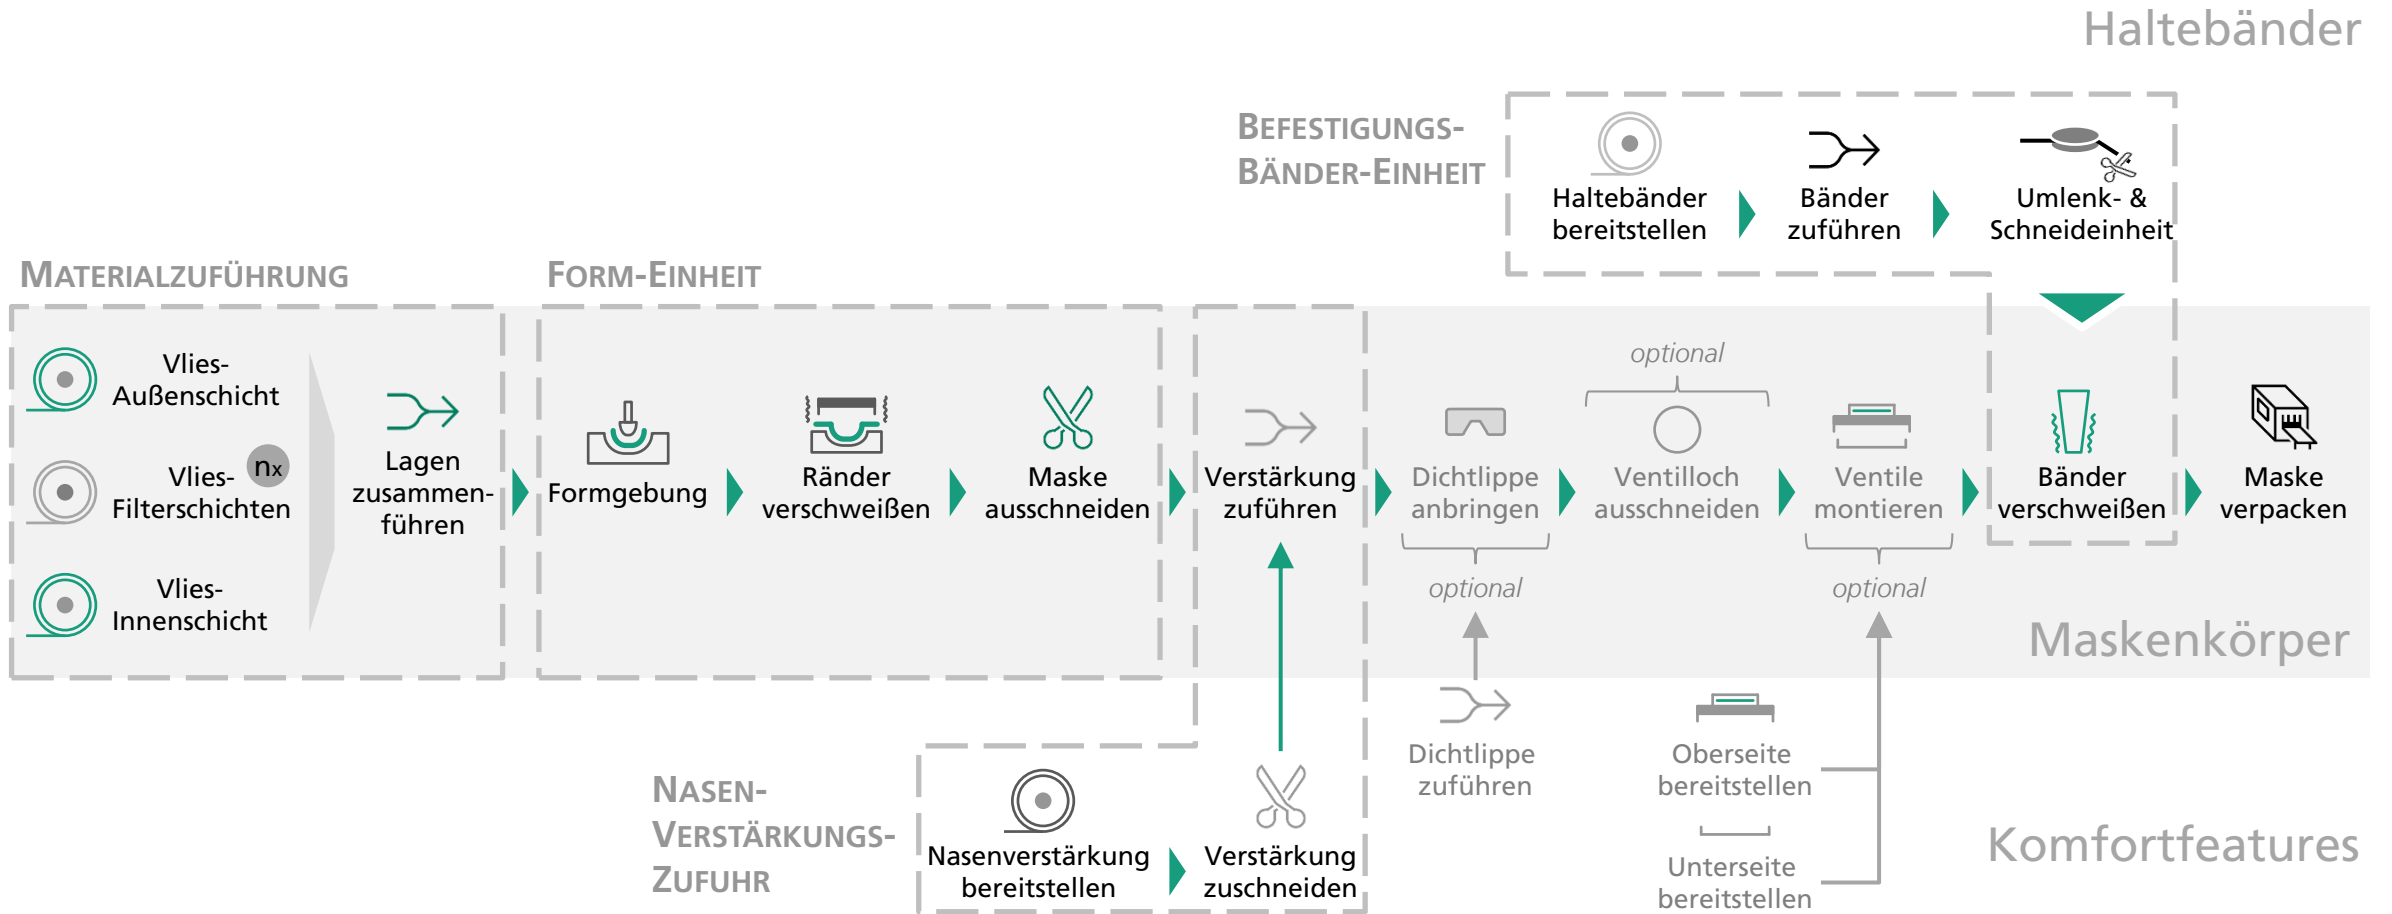 Haltebänder
BEFESTIGUNGS-
BÄNDER-EINHEIT
Haltebänder
bereitstellen
Bänder
zuführen
Umlenk- &
Schneideinheit
MATERIALZUFÜHRUNG
FORM-EINHEIT
Vlies-
Außenschicht
Vlies-
Filterschichten
nx
Vlies-
Innenschicht
Lagen
zusammen-
führen
Formgebung
Ränder
verschweißen
Maske
ausschneiden
Verstärkung
zuführen
Dichtlippe
anbringen
optional
optional
Ventilloch
ausschneiden
Ventile
montieren
optional
Bänder
verschweißen
Maske
verpacken
Maskenkörper
NASEN-
VERSTÄRKUNGS-
ZUFUHR
Nasenverstärkung
bereitstellen
Verstärkung
zuschneiden
Dichtlippe
zuführen
Oberseite
bereitstellen
Unterseite
bereitstellen
Komfortfeatures